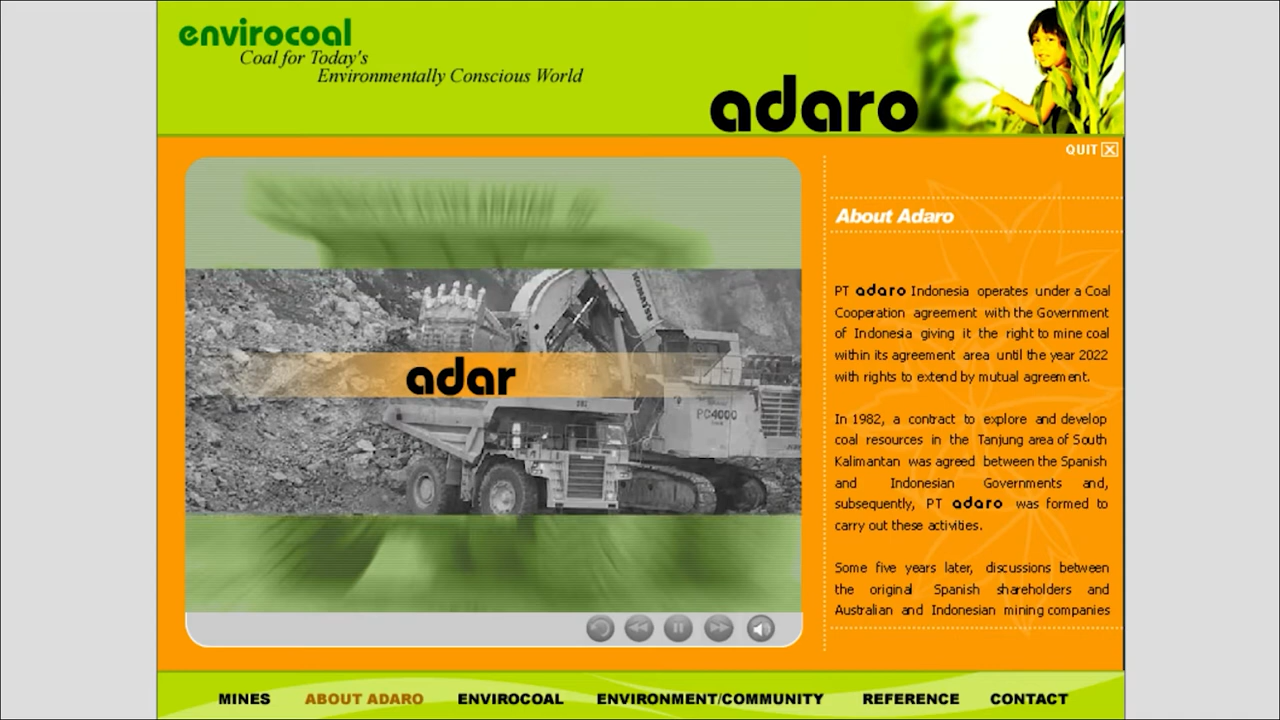 envirocoal
Coal for Today's
Environmentally Conscious World
adaro
QUIT
About Adaro
PT adaro Indonesia operates under a Coal
Cooperation agreement with the Government
of Indonesia giving it the right to mine coal
within its agreement area until the year 2022
with rights to extend by mutual agreement.
In 1982, a contract to explore and develop
coal resources in the Tanjung area of South
Kalimantan was agreed between the Spanish
and Indonesian Governments and,
subsequently, PT adaro was formed to
carry out these activities.
Some five years later, discussions between
the original Spanish shareholders and
Australian and Indonesian mining companies
adar
PC4000
MINES ABOUT ADARO ENVIROCOAL ENVIRONMENT/COMMUNITY REFERENCE CONTACT